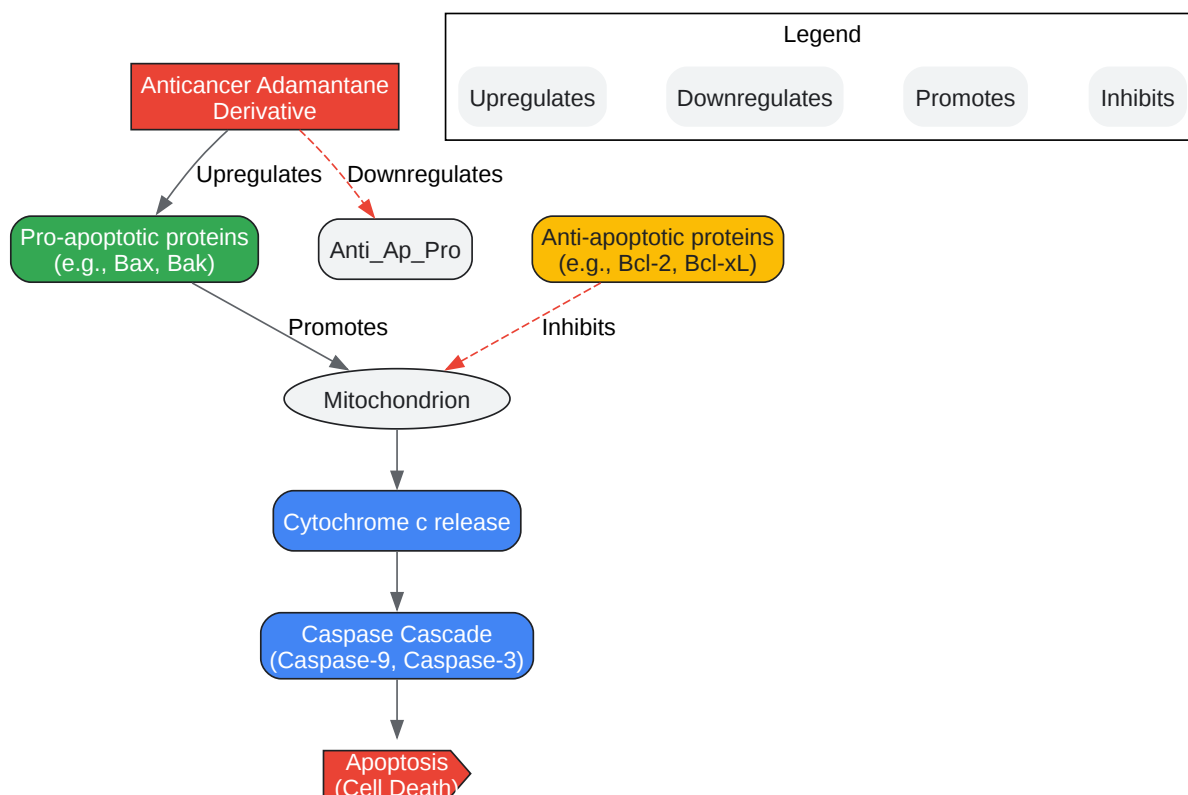 Legend
Upregulates
Downregulates
Promotes
Inhibits
Anticancer Adamantane
Derivative
Upregulates
Downregulates
Pro-apoptotic proteins
(e.g., Bax, Bak)
Anti_Ap_Pro
Anti-apoptotic proteins
(e.g., Bcl-2, Bcl-xL)
Promotes
Inhibits
Mitochondrion
Cytochrome c release
Caspase Cascade
(Caspase-9, Caspase-3)
Apoptosis
(Cell Death)